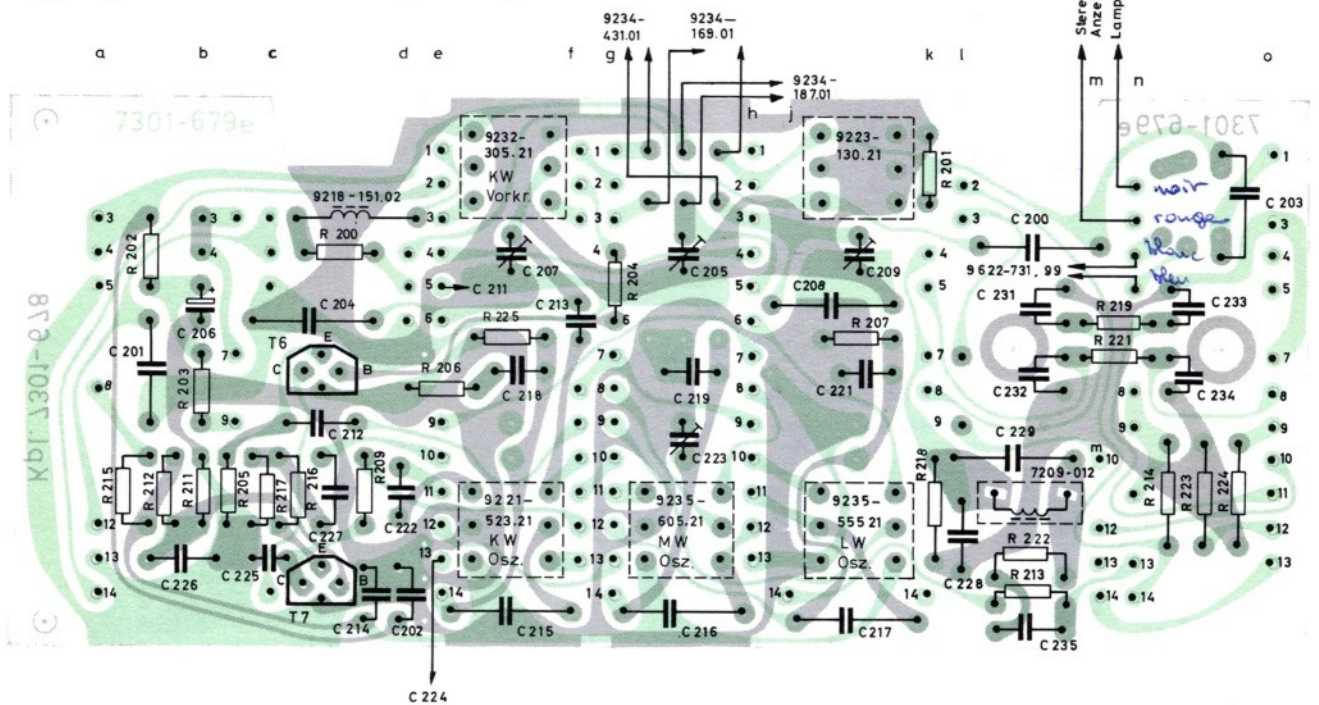 Stereo
Anze
Lamp
9234-
431.01
9234-
169.01
9234-
187.01
a b c d e f g h j k l m n o
7301-679e
7301-679e
Kpl. 7301-678
9232-
305.21
KW
Vorkr.
9223-
130.21
R 201
9218-151.02
R 200
R 202
C 207
C 205
C 209
R 204
C 200
C 203
noir
rouge
blanc
bleu
9622-731.99
C 211
C 213
C 208
C 231
R 219
C 233
C 206
C 204
R 225
R 207
R 221
C 201
T6
E
C
B
R 203
R 206
C 218
C 219
C 221
C 232
C 234
C 212
C 223
C 229
7209-012
R 215
R 212
R 211
R 205
R 217
R 216
C 227
R 209
C 222
R 218
R 214
R 223
R 224
9221-
523.21
KW
Osz.
9235-
605.21
MW
Osz.
9235-
555.21
LW
Osz.
C 226
C 225
T7
E
C
B
C 214
C 202
C 215
C 216
C 217
C 228
R 222
R 213
C 235
C 224